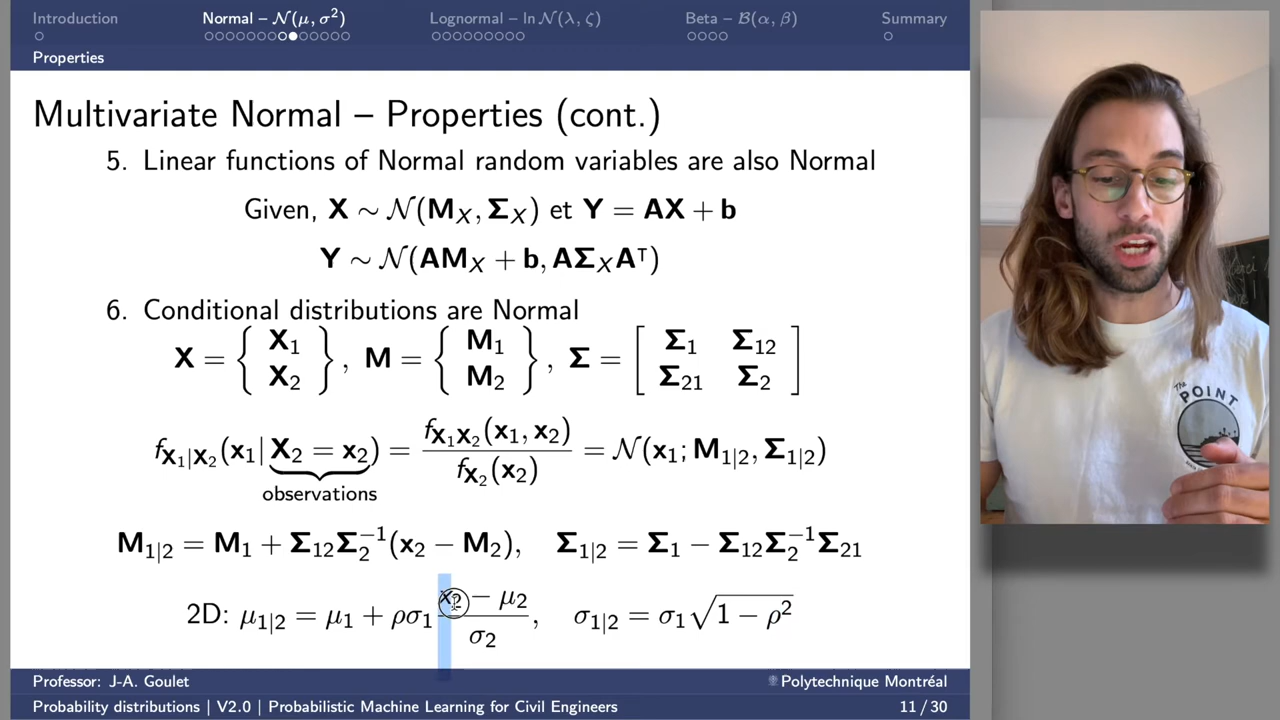 Introduction
Normal – 𝒩(μ, σ²)
Lognormal – ln 𝒩(λ, ζ)
Beta – ℬ(α, β)
Summary
Properties
Multivariate Normal – Properties (cont.)
5. Linear functions of Normal random variables are also Normal
Given, X ∼ 𝒩(M_X, Σ_X) et Y = AX + b
Y ∼ 𝒩(AM_X + b, AΣ_XA^⊤)
6. Conditional distributions are Normal
X = { X₁ X₂ }, M = { M₁ M₂ }, Σ = [ Σ₁ Σ₁₂ Σ₂₁ Σ₂ ]
f_{X₁|X₂}(x₁| X₂ = x₂) = f_{X₁X₂}(x₁, x₂) / f_{X₂}(x₂) = 𝒩(x₁; M_{1|2}, Σ_{1|2})
observations
M_{1|2} = M₁ + Σ₁₂Σ₂⁻¹(x₂ − M₂), Σ_{1|2} = Σ₁ − Σ₁₂Σ₂⁻¹Σ₂₁
2D: μ_{1|2} = μ₁ + ρσ₁ (x₂ − μ₂) / σ₂, σ_{1|2} = σ₁√(1 − ρ²)
Professor: J-A. Goulet
Polytechnique Montréal
Probability distributions | V2.0 | Probabilistic Machine Learning for Civil Engineers
11 / 30
The
POINT